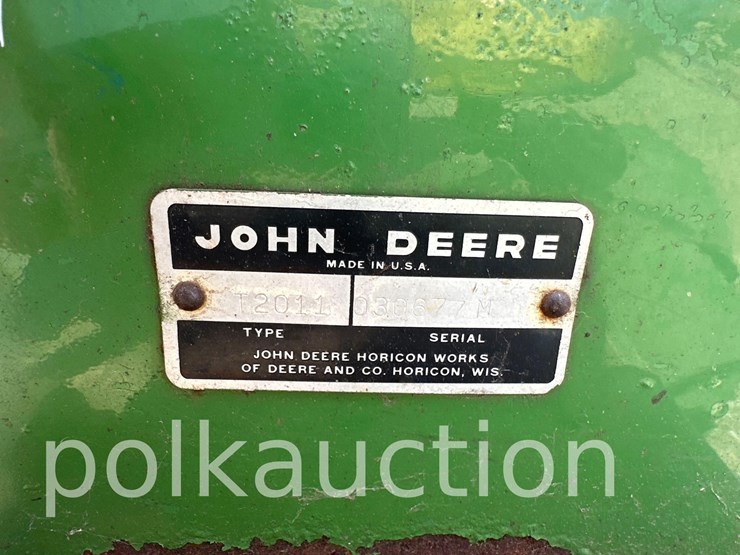 JOHN DEERE
MADE IN U.S.A.
T2011
TYPE SERIAL
JOHN DEERE HORICON WORKS
OF DEERE AND CO. HORICON, WIS.
polkauction